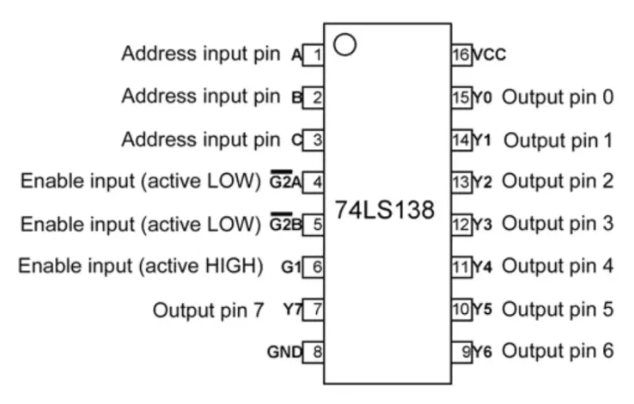 Address input pin A 1
Address input pin B 2
Address input pin C 3
Enable input (active LOW) G̅2̅A 4
Enable input (active LOW) G̅2̅B 5
Enable input (active HIGH) G1 6
Output pin 7 Y7 7
GND 8
74LS138
16 VCC
15 Y0 Output pin 0
14 Y1 Output pin 1
13 Y2 Output pin 2
12 Y3 Output pin 3
11 Y4 Output pin 4
10 Y5 Output pin 5
9 Y6 Output pin 6